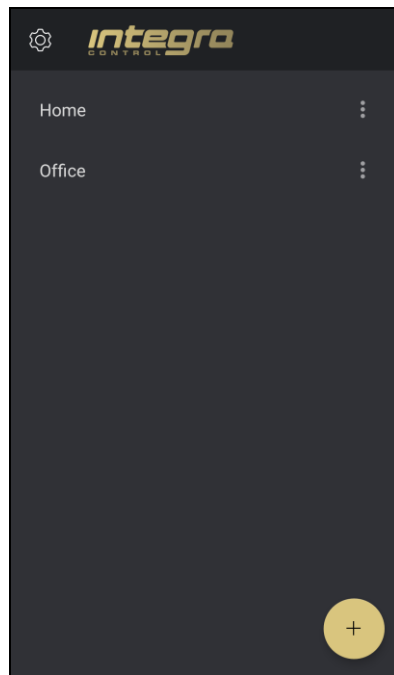 integra
CONTROL
Home
Office
+